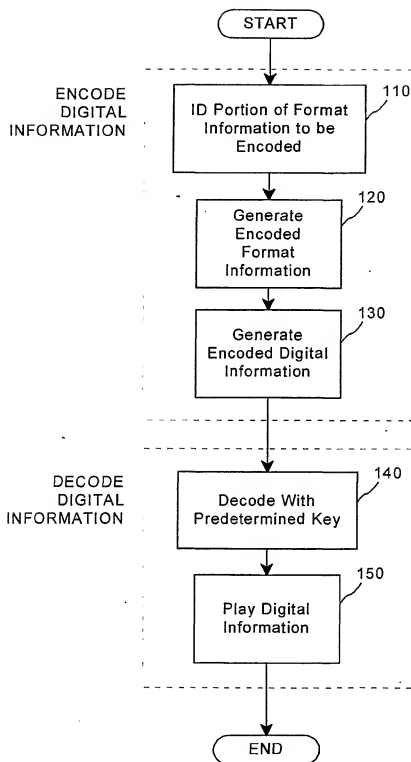 START
ENCODE
DIGITAL
INFORMATION
ID Portion of Format
Information to be
Encoded
110
Generate
Encoded
Format
Information
120
Generate
Encoded Digital
Information
130
DECODE
DIGITAL
INFORMATION
Decode With
Predetermined Key
140
Play Digital
Information
150
END